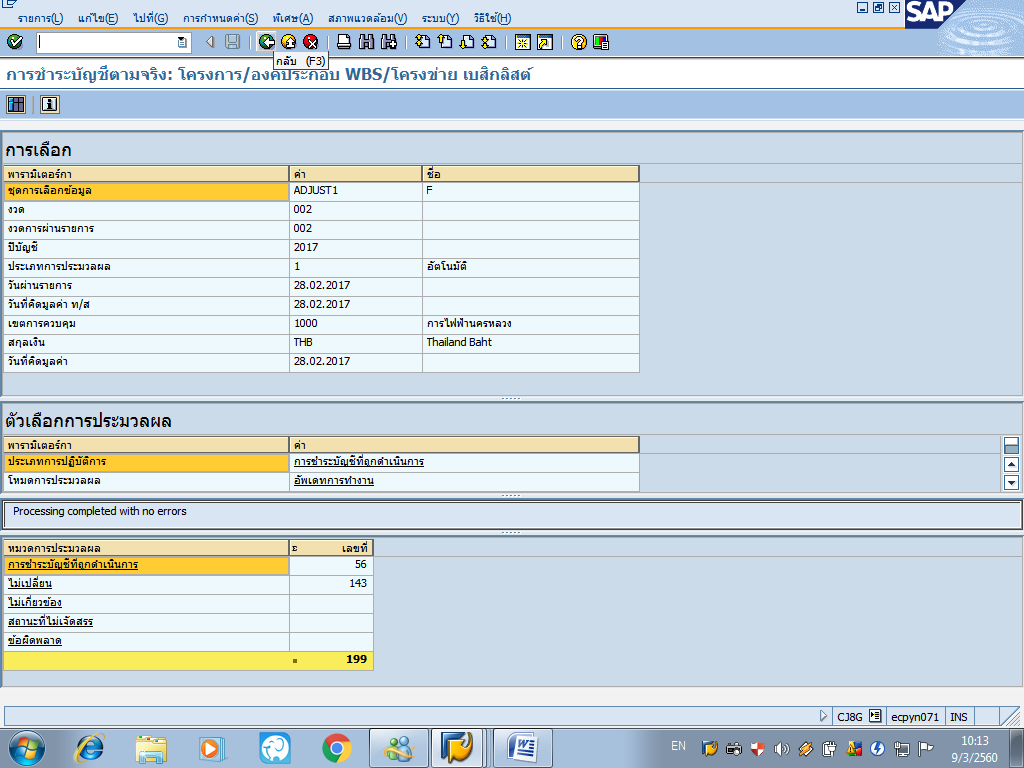 รายการ(L) แก้ไข(E) ไปที่(G) การกำหนดค่า(S) พิเศษ(A) สภาพแวดล้อม(V) ระบบ(Y) วิธีใช้(H)
SAP
กลับ (F3)
การชำระบัญชีตามจริง: โครงการ/องค์ประกอบ WBS/โครงข่าย เบสิกลิสต์
การเลือก
พารามิเตอร์กา ค่า ชื่อ
ชุดการเลือกข้อมูล ADJUST1 F
งวด 002
งวดการผ่านรายการ 002
ปีบัญชี 2017
ประเภทการประมวลผล 1 อัตโนมัติ
วันผ่านรายการ 28.02.2017
วันที่คิดมูลค่า ท/ส 28.02.2017
เขตการควบคุม 1000 การไฟฟ้านครหลวง
สกุลเงิน THB Thailand Baht
วันที่คิดมูลค่า 28.02.2017
ตัวเลือกการประมวลผล
พารามิเตอร์กา ค่า
ประเภทการปฏิบัติการ การชำระบัญชีที่ถูกดำเนินการ
โหมดการประมวลผล อัพเดทการทำงาน
Processing completed with no errors
หมวดการประมวลผล Σ เลขที่
การชำระบัญชีที่ถูกดำเนินการ 56
ไม่เปลี่ยน 143
ไม่เกี่ยวข้อง
สถานะที่ไม่เจัดสรร
ข้อผิดพลาด
199
CJ8G ecpyn071 INS
EN 10:13
9/3/2560